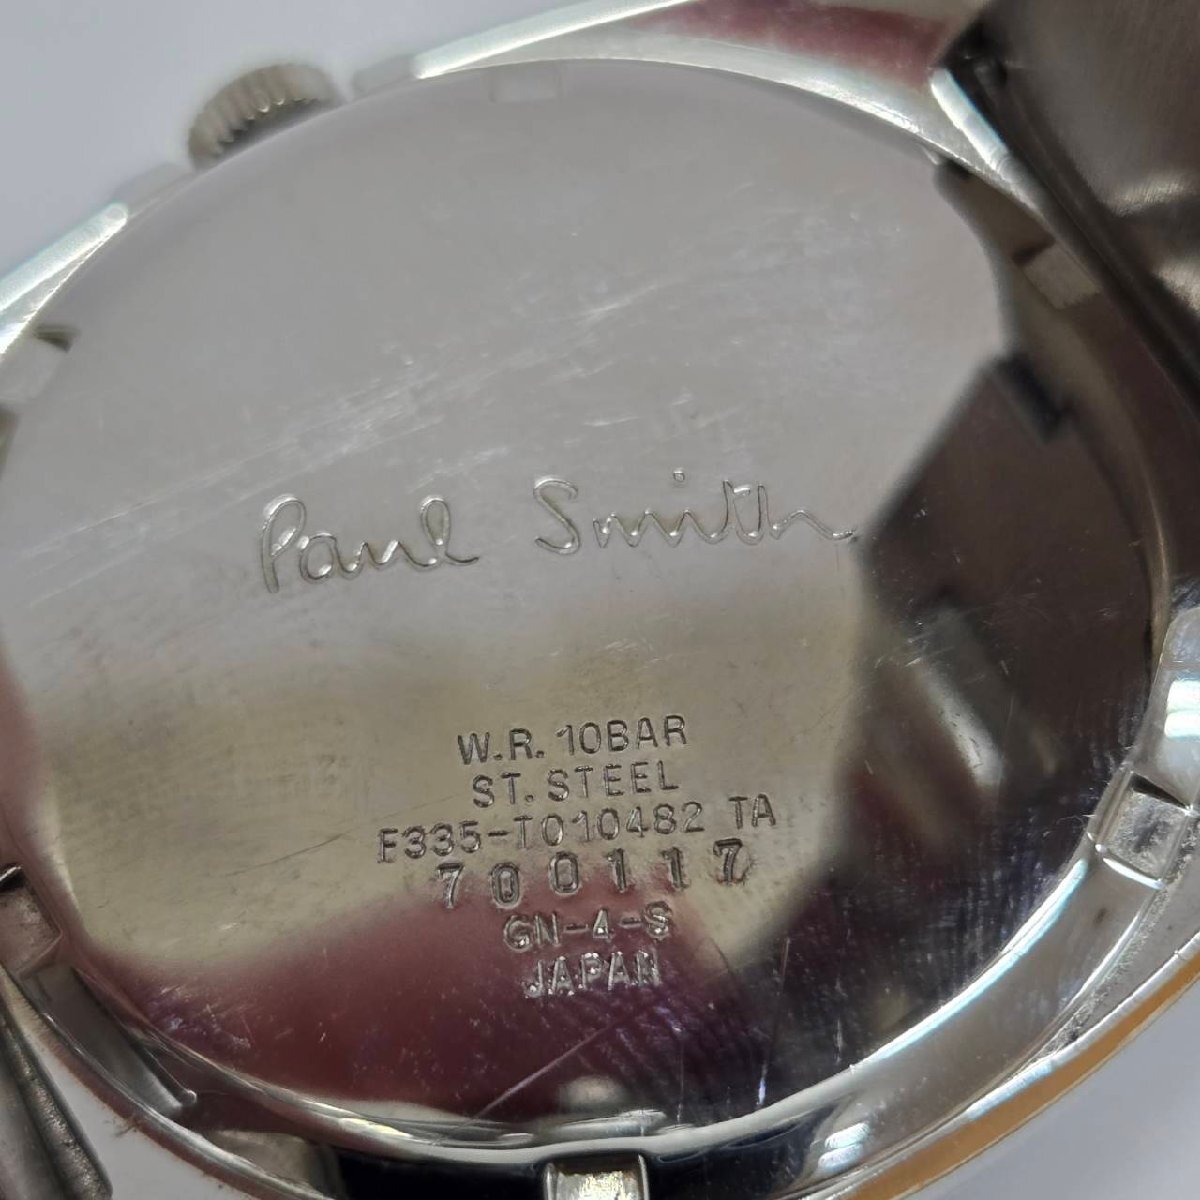 Paul Smith
W.R. 10BAR
ST. STEEL
F335-T010482 TA
700117
GN-4-S
JAPAN